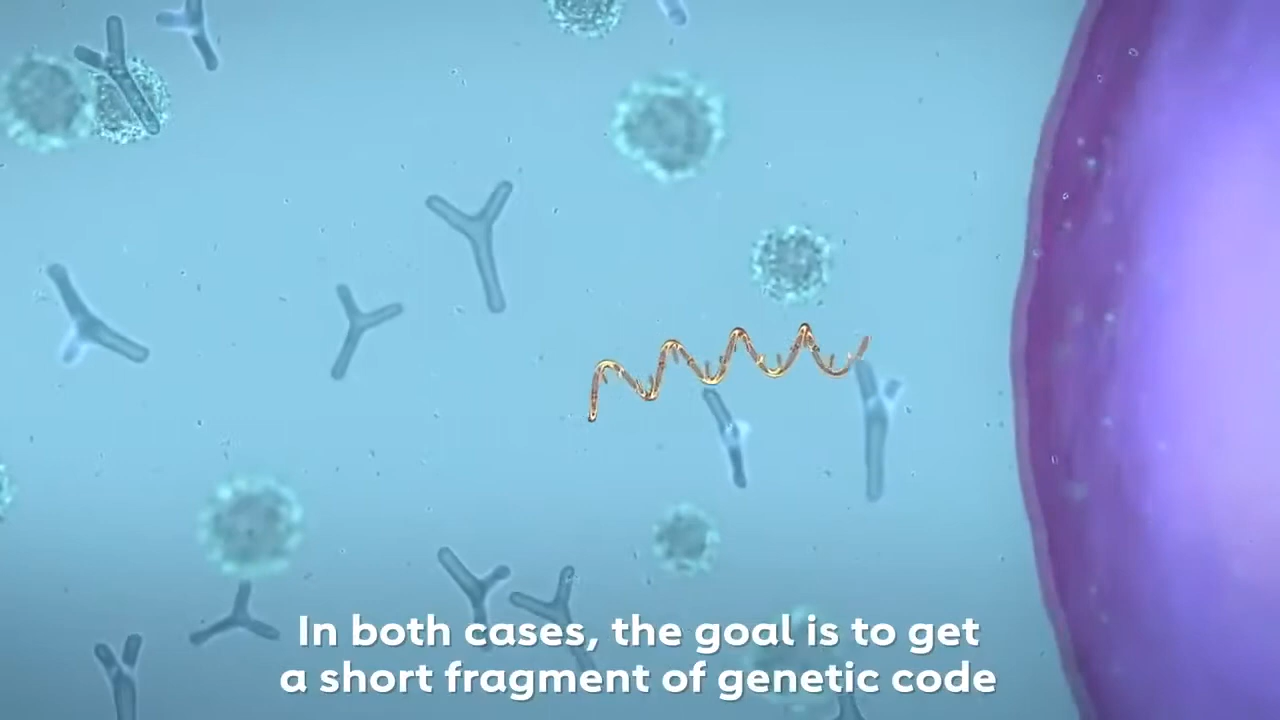 In both cases, the goal is to get
a short fragment of genetic code